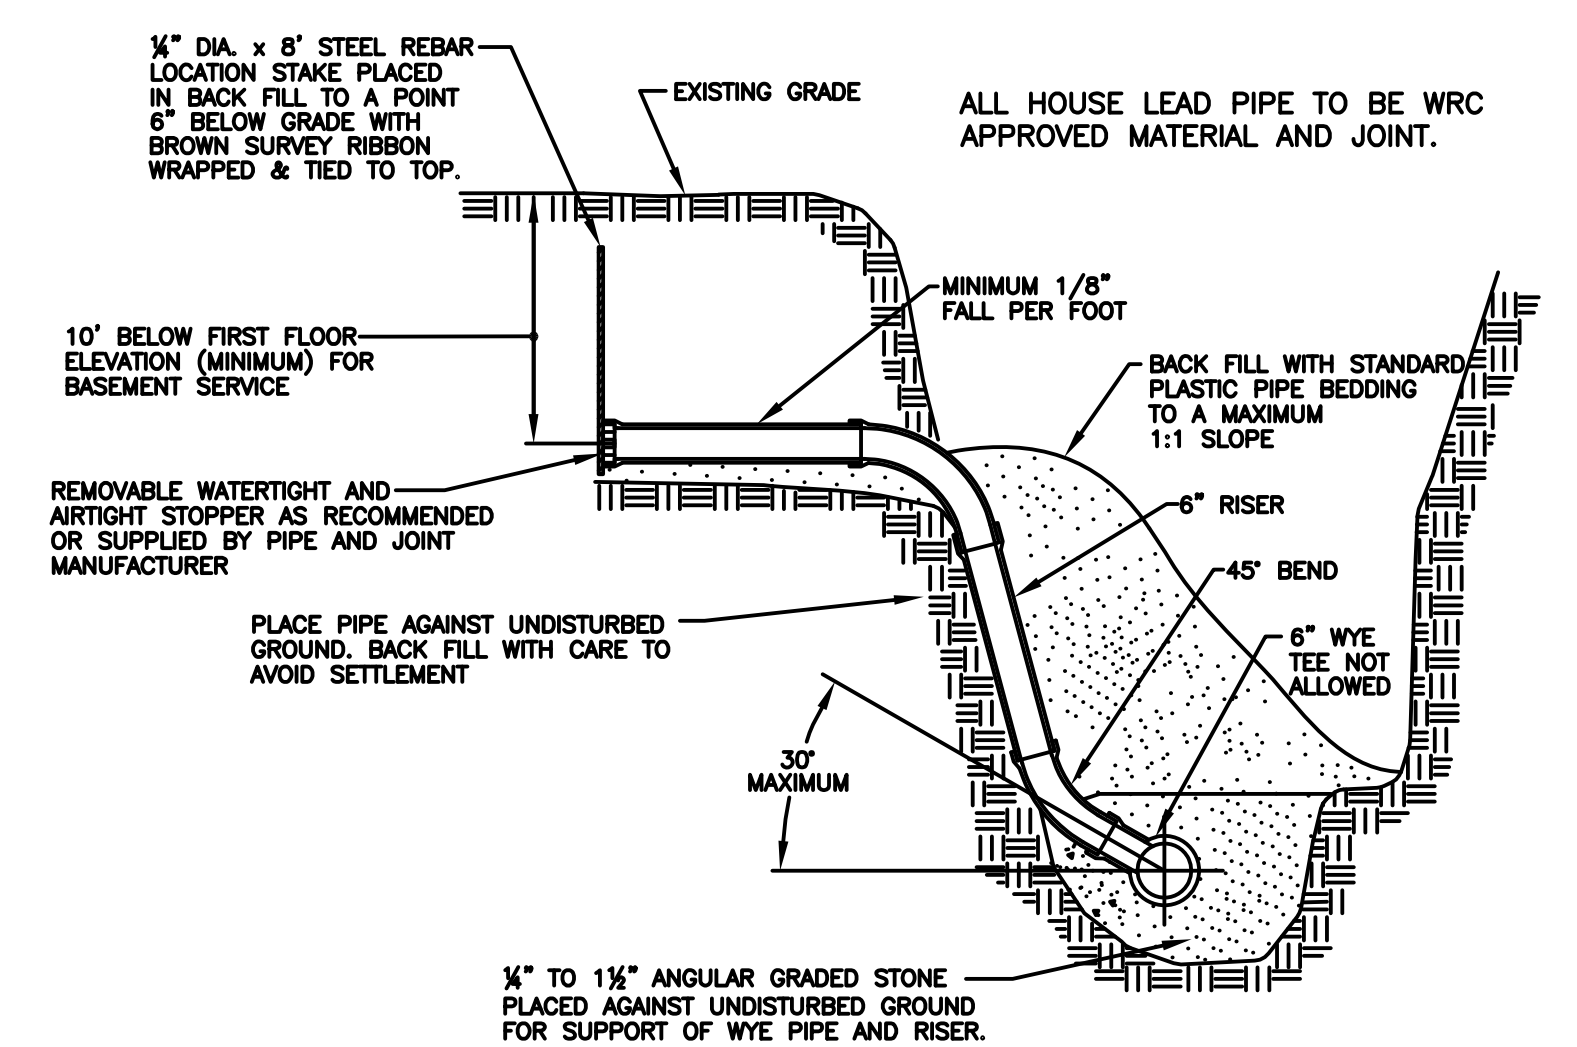 ¼" DIA. x 8' STEEL REBAR
LOCATION STAKE PLACED
IN BACK FILL TO A POINT
6" BELOW GRADE WITH
BROWN SURVEY RIBBON
WRAPPED & TIED TO TOP.
EXISTING GRADE
ALL HOUSE LEAD PIPE TO BE WRC
APPROVED MATERIAL AND JOINT.
MINIMUM 1/8"
FALL PER FOOT
10' BELOW FIRST FLOOR
ELEVATION (MINIMUM) FOR
BASEMENT SERVICE
BACK FILL WITH STANDARD
PLASTIC PIPE BEDDING
TO A MAXIMUM
1:1 SLOPE
REMOVABLE WATERTIGHT AND
AIRTIGHT STOPPER AS RECOMMENDED
OR SUPPLIED BY PIPE AND JOINT
MANUFACTURER
6" RISER
45° BEND
PLACE PIPE AGAINST UNDISTURBED
GROUND. BACK FILL WITH CARE TO
AVOID SETTLEMENT
6" WYE
TEE NOT
ALLOWED
30°
MAXIMUM
¼" TO 1½" ANGULAR GRADED STONE
PLACED AGAINST UNDISTURBED GROUND
FOR SUPPORT OF WYE PIPE AND RISER.